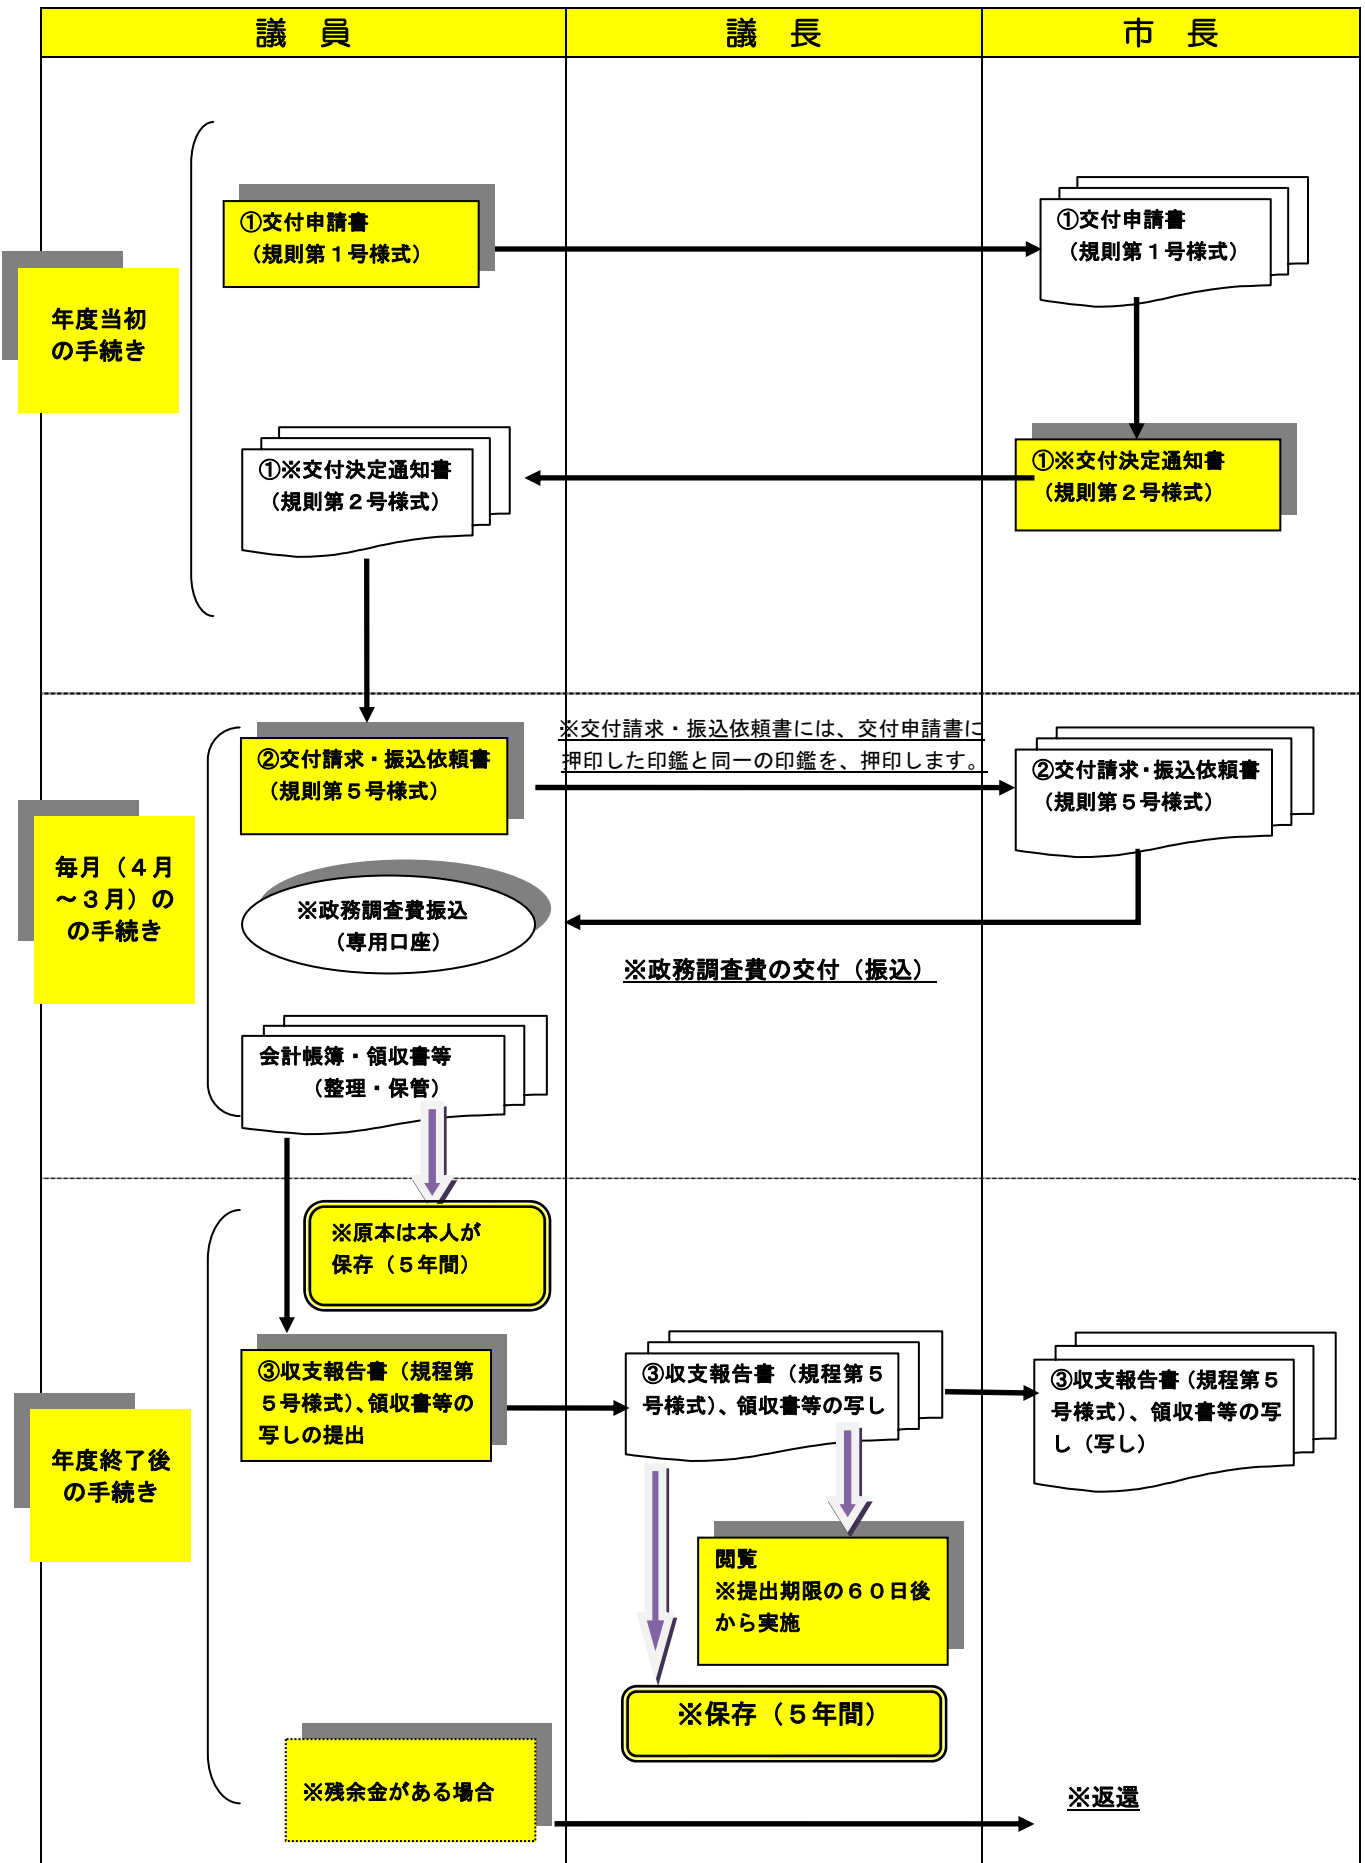 議　員
議　長
市　長
①交付申請書
（規則第１号様式）
①交付申請書
（規則第１号様式）
年度当初
の手続き
①※交付決定通知書
（規則第２号様式）
①※交付決定通知書
（規則第２号様式）
※交付請求・振込依頼書には、交付申請書に
押印した印鑑と同一の印鑑を、押印します。
②交付請求・振込依頼書
（規則第５号様式）
②交付請求・振込依頼書
（規則第５号様式）
毎月（４月
～３月）の
の手続き
※政務調査費振込
（専用口座）
※政務調査費の交付（振込）
会計帳簿・領収書等
（整理・保管）
※原本は本人が
保存（５年間）
③収支報告書（規程第
５号様式）、領収書等の
写しの提出
③収支報告書（規程第５
号様式）、領収書等の写し
③収支報告書（規程第５
号様式）、領収書等の写
し（写し）
年度終了後
の手続き
閲覧
※提出期限の６０日後
から実施
※保存（５年間）
※残余金がある場合
※返還